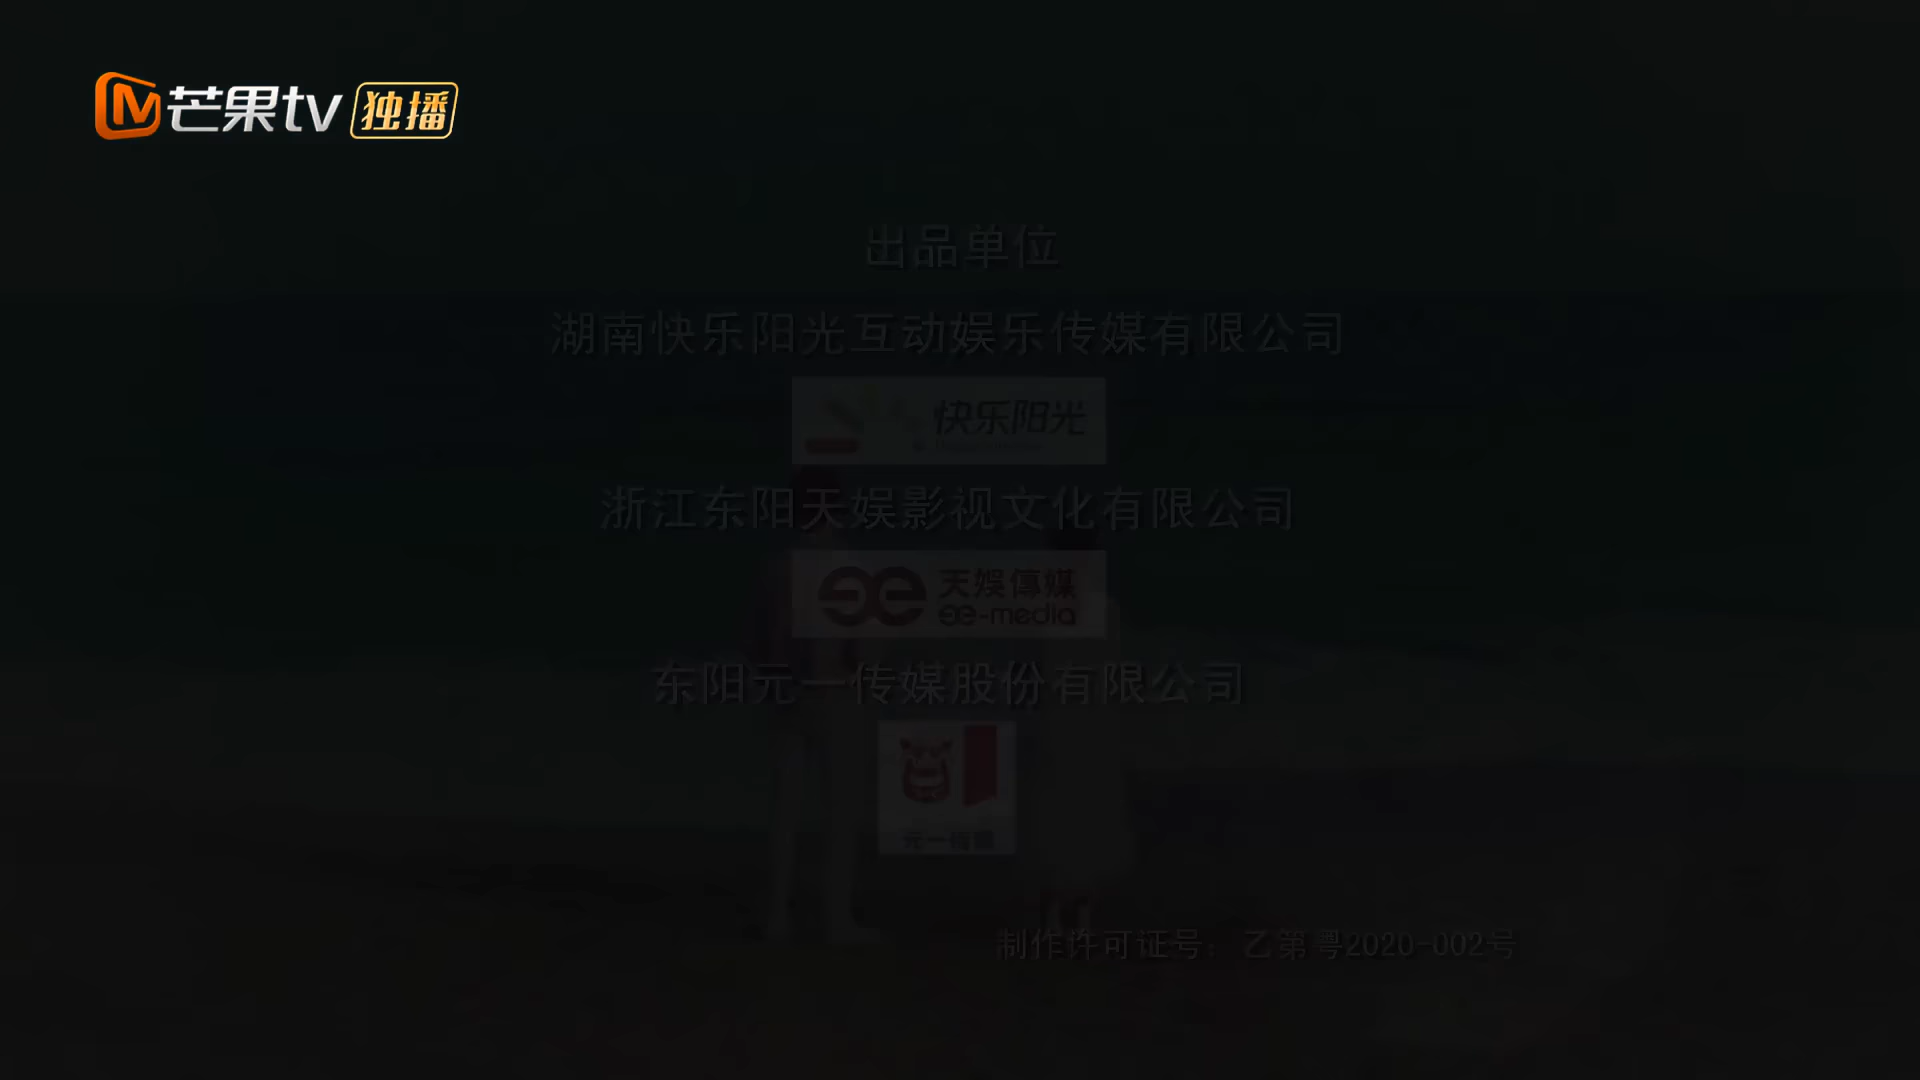 芒果tv 独播
出品单位
湖南快乐阳光互动娱乐传媒有限公司
快乐阳光
浙江东阳天娱影视文化有限公司
天娱傳媒
ee-media
东阳元一传媒股份有限公司
元一传媒
制作许可证号：乙第粤2020-002号